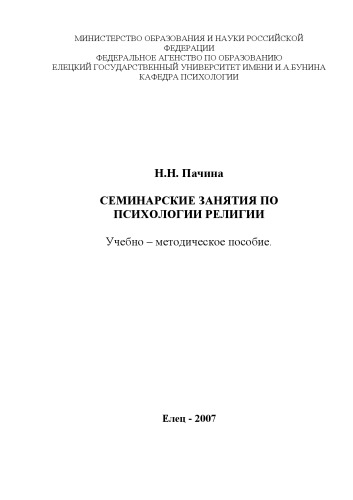 МИНИСТЕРСТВО ОБРАЗОВАНИЯ И НАУКИ РОССИЙСКОЙ
ФЕДЕРАЦИИ
ФЕДЕРАЛЬНОЕ АГЕНСТВО ПО ОБРАЗОВАНИЮ
ЕЛЕЦКИЙ ГОСУДАРСТВЕННЫЙ УНИВЕРСИТЕТ ИМЕНИ И.А.БУНИНА
КАФЕДРА ПСИХОЛОГИИ
Н.Н. Пачина
СЕМИНАРСКИЕ ЗАНЯТИЯ ПО
ПСИХОЛОГИИ РЕЛИГИИ
Учебно – методическое пособие.
Елец - 2007